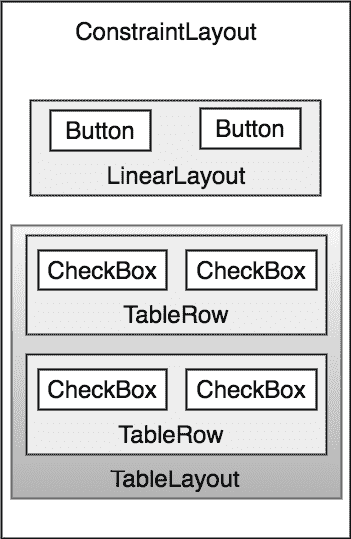 ConstraintLayout
Button Button
LinearLayout
CheckBox CheckBox
TableRow
CheckBox CheckBox
TableRow
TableLayout